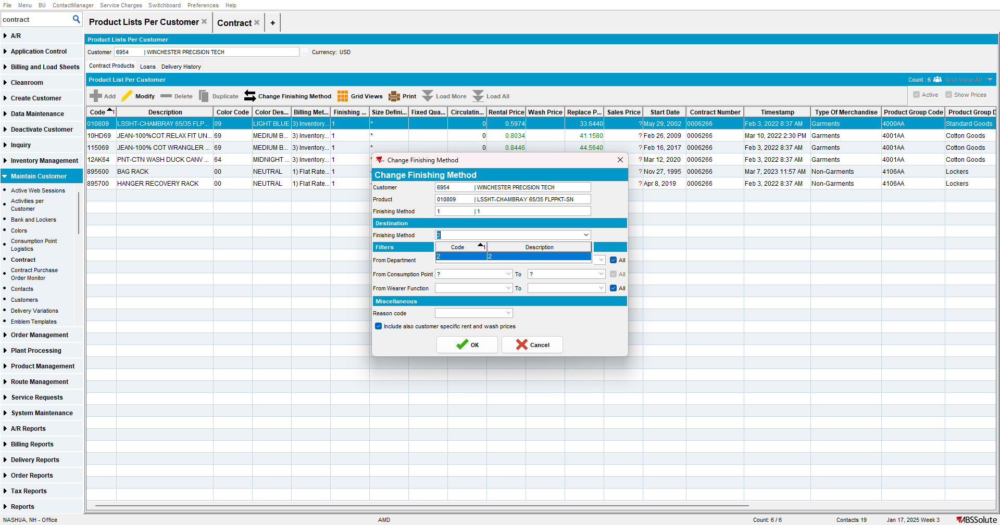 File Menu BU ContactManager Service Charges Switchboard Preferences Help
contract
Product Lists Per Customer
Contract
+
A/R
Application Control
Billing and Load Sheets
Cleanroom
Create Customer
Data Maintenance
Deactivate Customer
Inquiry
Inventory Management
Maintain Customer
Active Web Sessions
Activities per
Customer
Bank and Lockers
Colors
Consumption Point
Logistics
Contract
Contract Purchase
Order Monitor
Contacts
Customers
Delivery Variations
Emblem Templates
Order Management
Plant Processing
Product Management
Route Management
Service Requests
System Maintenance
A/R Reports
Billing Reports
Delivery Reports
Order Reports
Tax Reports
Reports
Product Lists Per Customer
Customer 6954 | WINCHESTER PRECISION TECH ... Currency: USD
Contract Products Loans Delivery History
Product List Per Customer Count : 6 Grid View All
Add Modify Delete Duplicate Change Finishing Method Grid Views Print Load More Load All Active Show Prices
Code 1 Description Color Code Color Des... Billing Met... Finishing ... Size Defini... Fixed Qua... Circulatin... Rental Price Wash Price Replace P... Sales Price Start Date Contract Number Timestamp Type Of Merchandise Product Group Code Product Group D
010809 LSSHT-CHAMBRAY 65/35 FLP... 09 LIGHT BLUE 3) Inventory... 1 * 0 0.5974 33.6440 ? May 29, 2002 0006266 Feb 3, 2022 8:37 AM Garments 4000AA Standard Goods
10HD69 JEAN-100%COT.RELAX FIT UN... 69 MEDIUM B... 3) Inventory... 1 * 0 0.8034 41.1580 ? Feb 26, 2009 0006266 Mar 10, 2022 2:30 PM Garments 4001AA Cotton Goods
115069 JEAN-100% COT WRANGLER ... 69 MEDIUM B... 3) Inventory... 1 * 0 0.8446 44.5640 ? Feb 16, 2017 0006266 Feb 3, 2022 8:37 AM Garments 4001AA Cotton Goods
12AK64 PNT-CTN WASH DUCK CANV ... 64 MIDNIGHT ... 3) Inventory... 1 ? Mar 12, 2020 0006266 Feb 3, 2022 8:37 AM Garments 4001AA Cotton Goods
895600 BAG RACK 00 NEUTRAL 1) Flat Rate... 1 ? Nov 27, 1995 0006266 Mar 7, 2023 11:57 AM Non-Garments 4106AA Lockers
895700 HANGER RECOVERY RACK 00 NEUTRAL 1) Flat Rate... 1 ? Apr 8, 2019 0006266 Feb 3, 2022 8:37 AM Non-Garments 4106AA Lockers
Change Finishing Method
Change Finishing Method
Customer 6954 | WINCHESTER PRECISION TECH
Product 010809 | LSSHT-CHAMBRAY 65/35 FLPPKT-SN
Finishing Method 1 | 1
Destination
Finishing Method 2
Filters Code 1 Description
2 2
From Department All
From Consumption Point ? To ? All
From Wearer Function To All
Miscellaneous
Reason code
Include also customer specific rent and wash prices
OK Cancel
NASHUA, NH - Office AMD Count: 6 / 6 Contacts 19 Jan 17, 2025 Week 3 ABSSolute